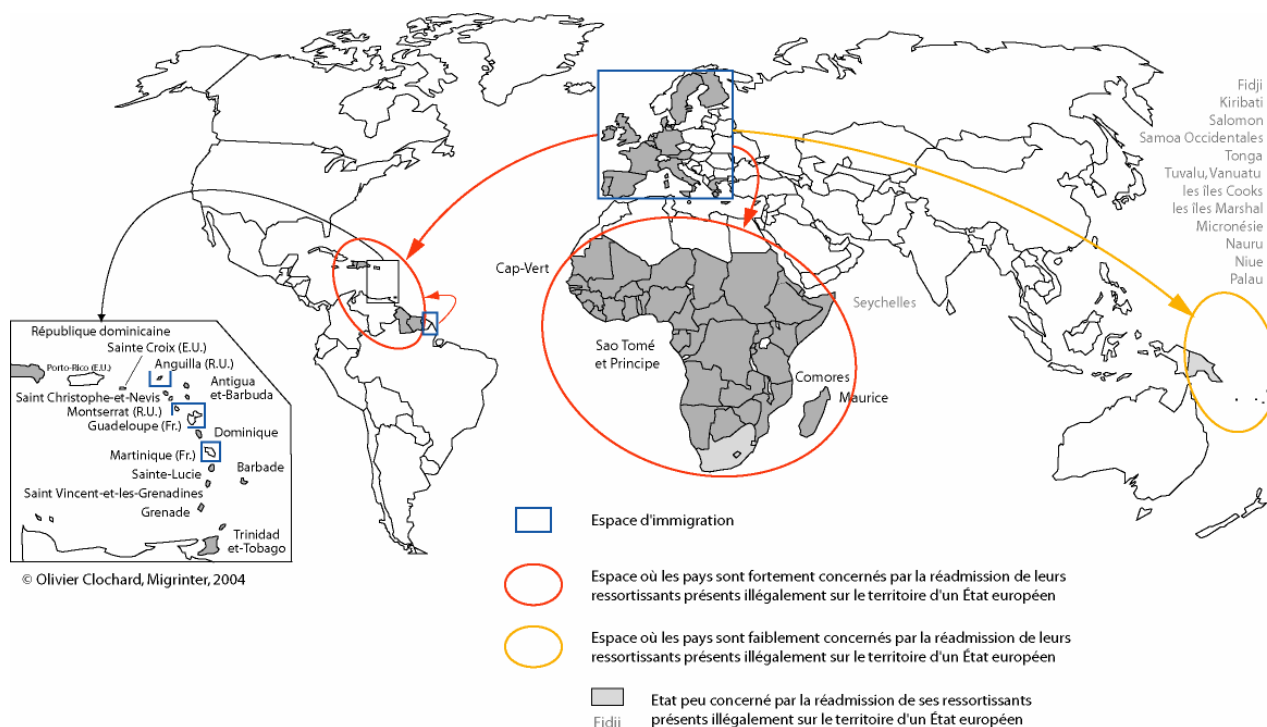 Fidji
Kiribati
Salomon
Samoa Occidentales
Tonga
Tuvalu, Vanuatu
les îles Cooks
les îles Marshal
Micronésie
Nauru
Niue
Palau
Cap-Vert
Seychelles
Sao Tomé
et Principe
Comores
Maurice
République dominicaine
Sainte Croix (E.U.)
Porto-Rico (E.U.)
Anguilla (R.U.)
Antigua
et-Barbuda
Saint Christophe-et-Nevis
Montserrat (R.U.)
Guadeloupe (Fr.)
Dominique
Martinique (Fr.)
Sainte-Lucie
Barbade
Saint Vincent-et-les-Grenadines
Grenade
Trinidad
et-Tobago
© Olivier Clochard, Migrinter, 2004
Espace d'immigration
Espace où les pays sont fortement concernés par la réadmission de leurs
ressortissants présents illégalement sur le territoire d'un État européen
Espace où les pays sont faiblement concernés par la réadmission de leurs
ressortissants présents illégalement sur le territoire d'un État européen
Etat peu concerné par la réadmission de ses ressortissants
présents illégalement sur le territoire d'un État européen
Fidii